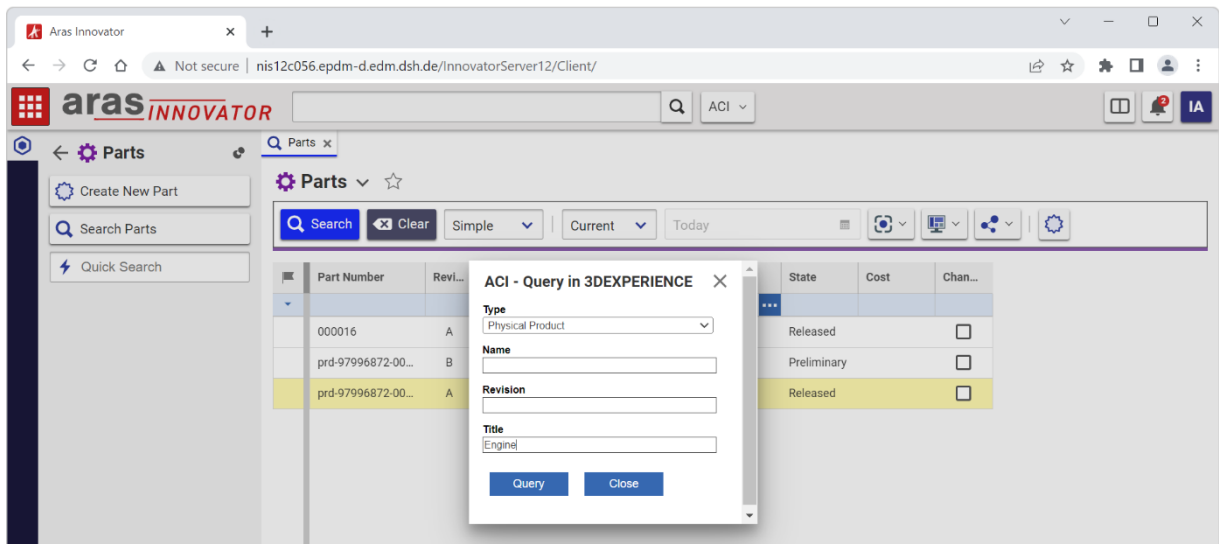 Aras Innovator
Not secure | nis12c056.epdm-d.edm.dsh.de/InnovatorServer12/Client/
aras INNOVATOR
ACI
2
IA
Parts
Parts
Create New Part
Search Parts
Quick Search
Parts
Search
Clear
Simple
Current
Today
Part Number Revi... State Cost Chan...
000016 A Released
prd-97996872-00... B Preliminary
prd-97996872-00... A Released
ACI - Query in 3DEXPERIENCE
Type
Physical Product
Name
Revision
Title
Engine
Query Close